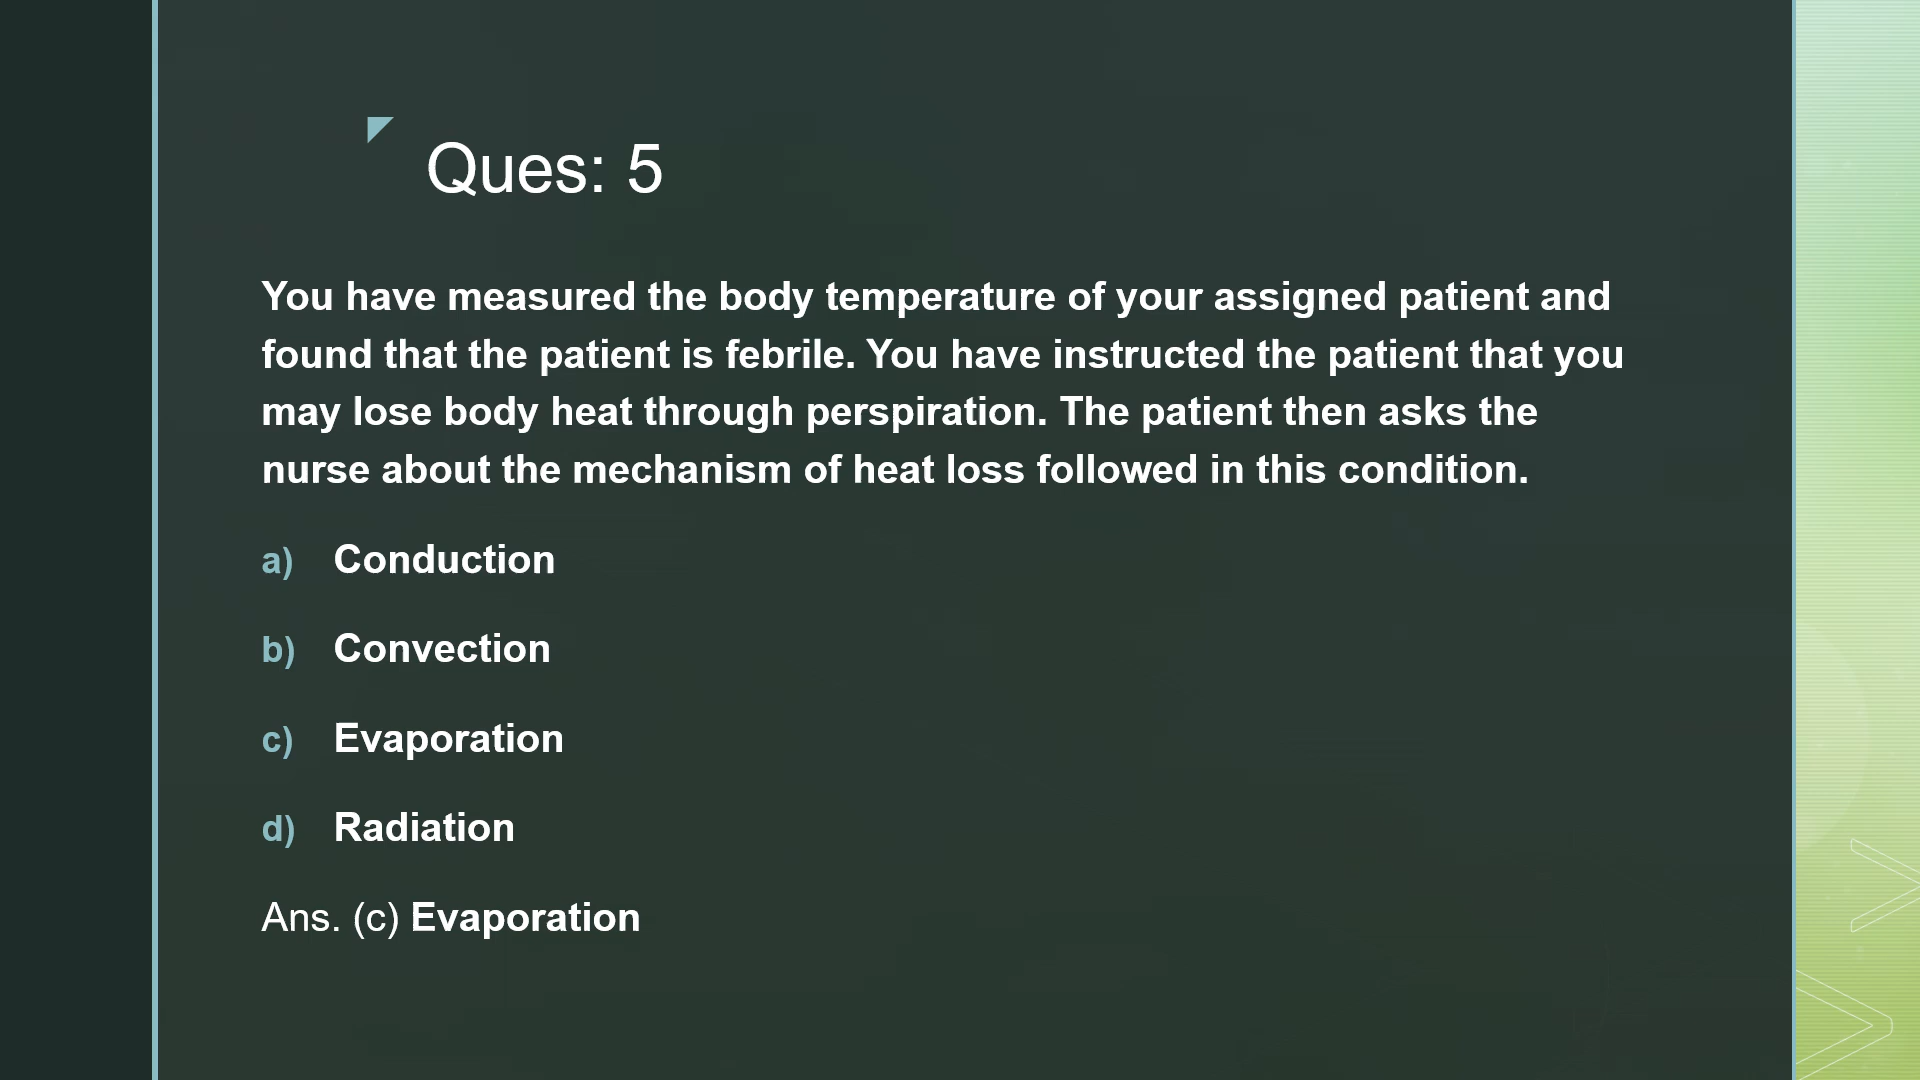 Ques: 5
You have measured the body temperature of your assigned patient and
found that the patient is febrile. You have instructed the patient that you
may lose body heat through perspiration. The patient then asks the
nurse about the mechanism of heat loss followed in this condition.
a) Conduction
b) Convection
c) Evaporation
d) Radiation
Ans. (c) Evaporation